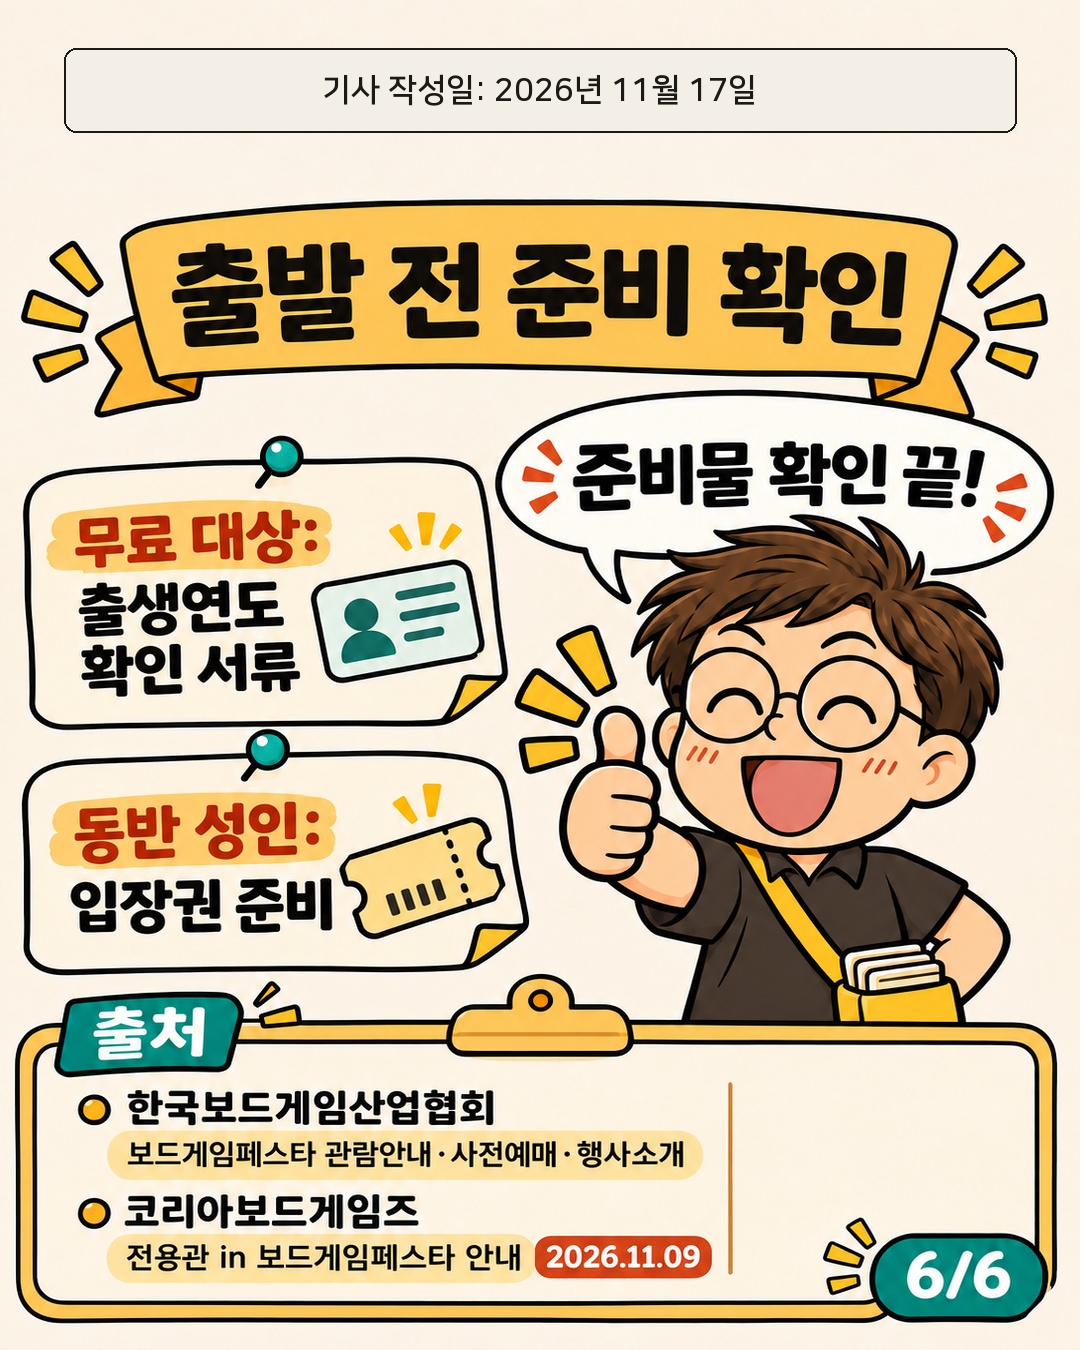 기사 작성일: 2026년 11월 17일
출발 전 준비 확인
준비물 확인 끝!
무료 대상:
출생연도
확인 서류
동반 성인:
입장권 준비
출처
한국보드게임산업협회
보드게임페스타 관람안내·사전예매·행사소개
코리아보드게임즈
전용관 in 보드게임페스타 안내 2026.11.09
6/6